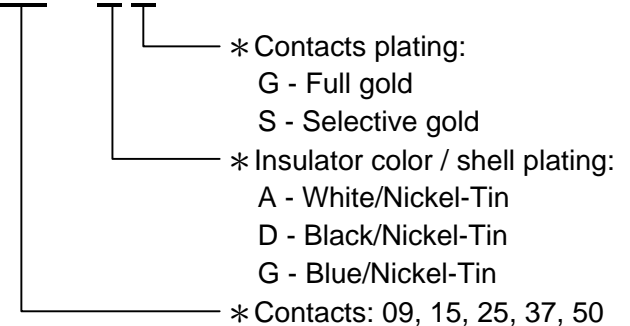 * Contacts plating:
G - Full gold
S - Selective gold
* Insulator color / shell plating:
A - White/Nickel-Tin
D - Black/Nickel-Tin
G - Blue/Nickel-Tin
* Contacts: 09, 15, 25, 37, 50